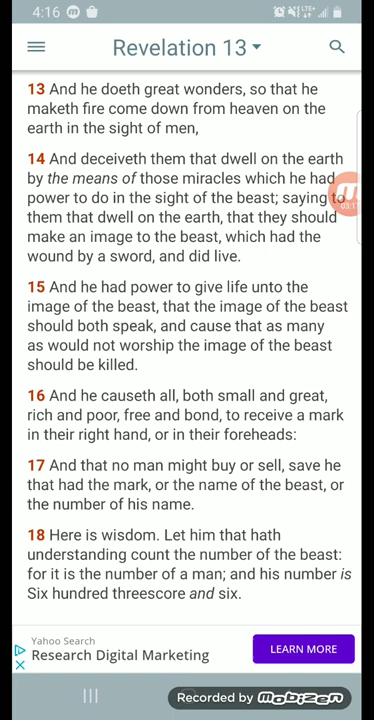 4:16 LTE+
Revelation 13
13 And he doeth great wonders, so that he
maketh fire come down from heaven on the
earth in the sight of men,
14 And deceiveth them that dwell on the earth
by the means of those miracles which he had
power to do in the sight of the beast; saying to
them that dwell on the earth, that they should
make an image to the beast, which had the
wound by a sword, and did live.
15 And he had power to give life unto the
image of the beast, that the image of the beast
should both speak, and cause that as many
as would not worship the image of the beast
should be killed.
16 And he causeth all, both small and great,
rich and poor, free and bond, to receive a mark
in their right hand, or in their foreheads:
17 And that no man might buy or sell, save he
that had the mark, or the name of the beast, or
the number of his name.
18 Here is wisdom. Let him that hath
understanding count the number of the beast:
for it is the number of a man; and his number is
Six hundred threescore and six.
Yahoo Search
Research Digital Marketing
LEARN MORE
Recorded by mobizen